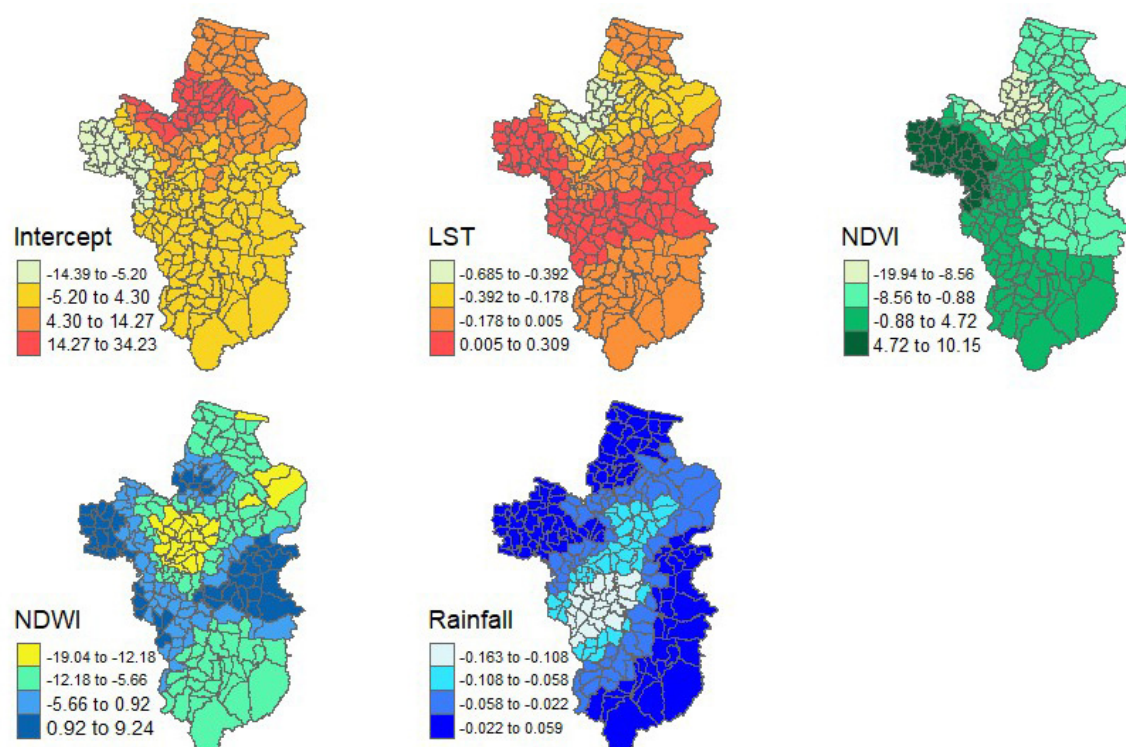 Intercept
-14.39 to -5.20
-5.20 to 4.30
4.30 to 14.27
14.27 to 34.23
LST
-0.685 to -0.392
-0.392 to -0.178
-0.178 to 0.005
0.005 to 0.309
NDVI
-19.94 to -8.56
-8.56 to -0.88
-0.88 to 4.72
4.72 to 10.15
NDWI
-19.04 to -12.18
-12.18 to -5.66
-5.66 to 0.92
0.92 to 9.24
Rainfall
-0.163 to -0.108
-0.108 to -0.058
-0.058 to -0.022
-0.022 to 0.059